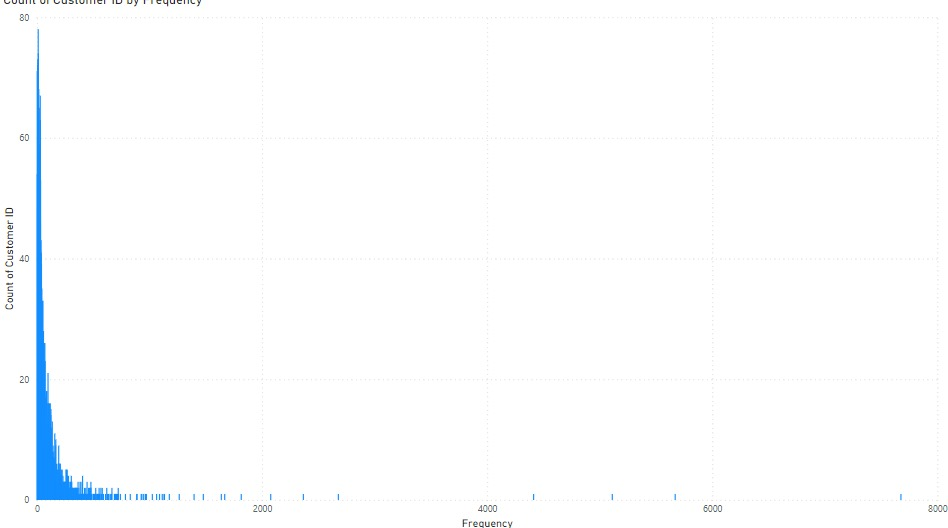 Count of Customer ID by Frequency
80
60
40
20
0
Count of Customer ID
0 2000 4000 6000 8000
Frequency